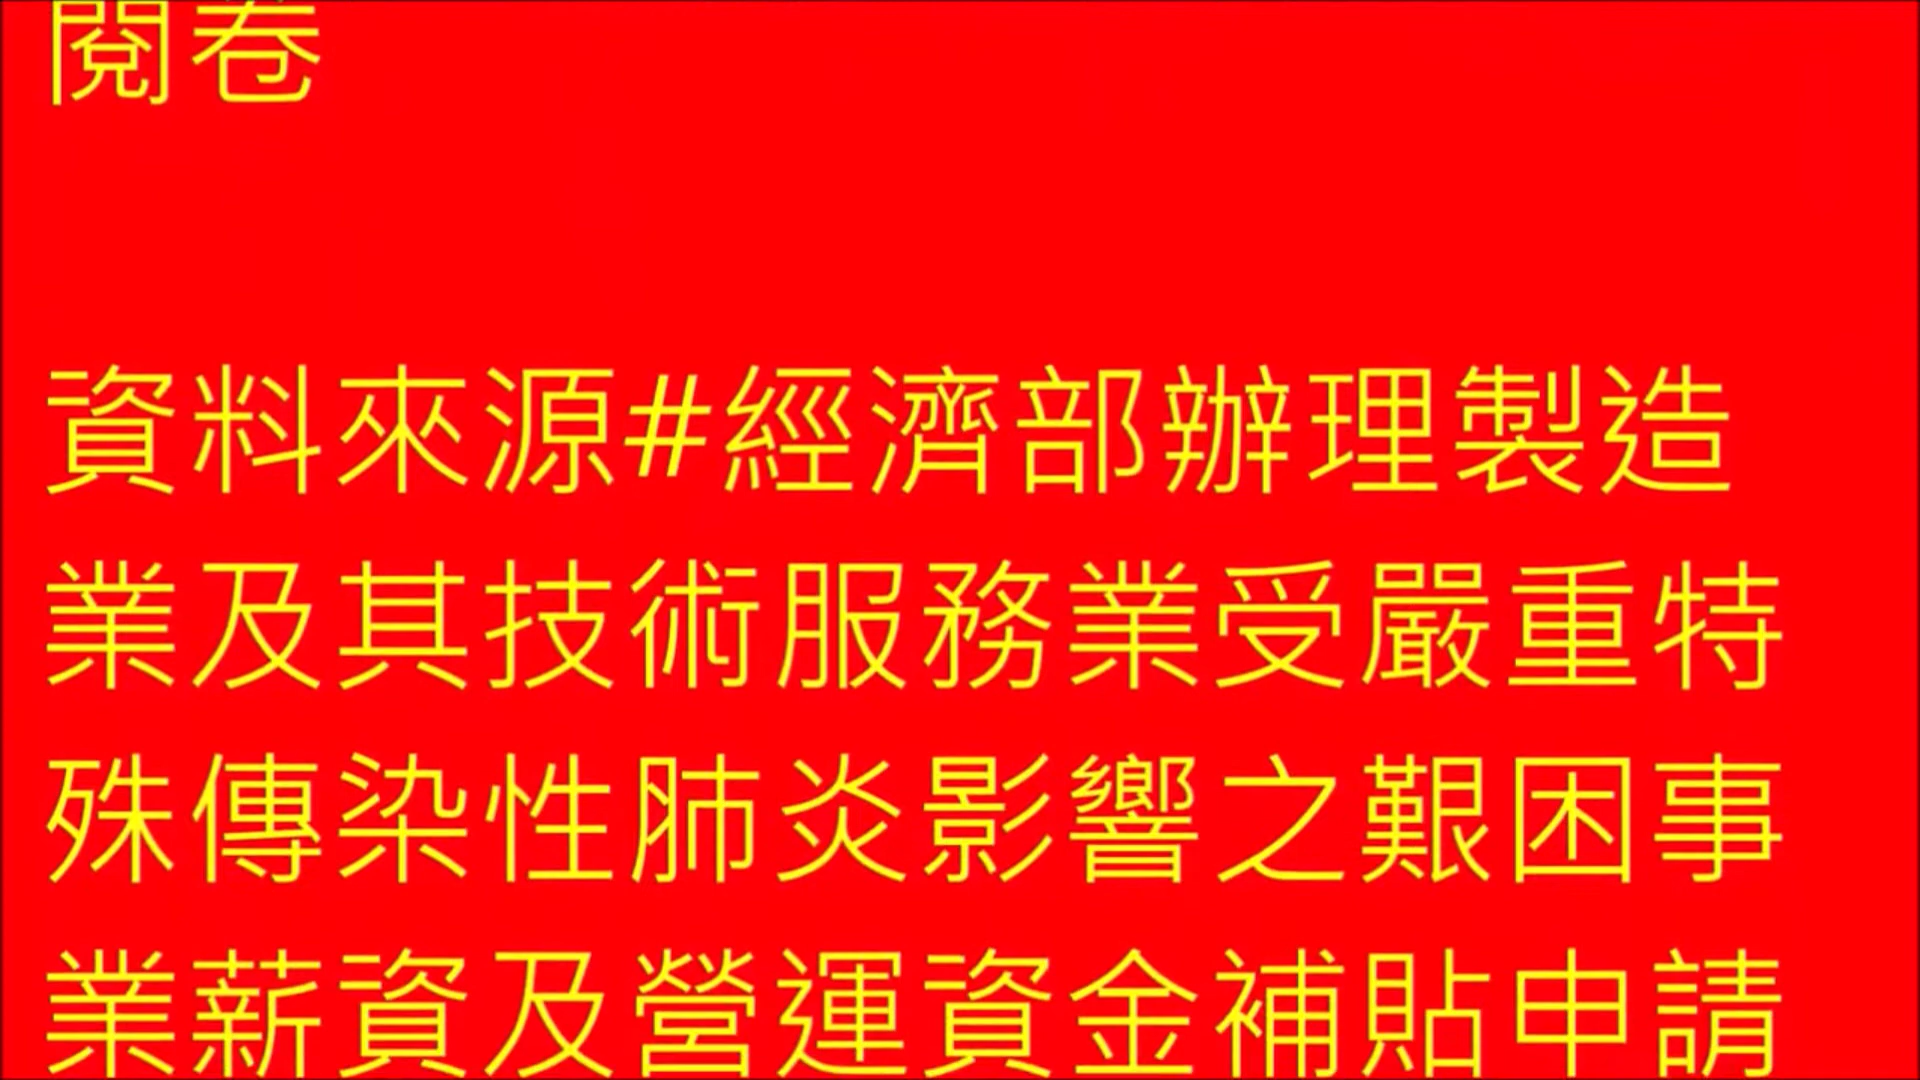 閱卷
資料來源#經濟部辦理製造
業及其技術服務業受嚴重特
殊傳染性肺炎影響之艱困事
業薪資及營運資金補貼申請